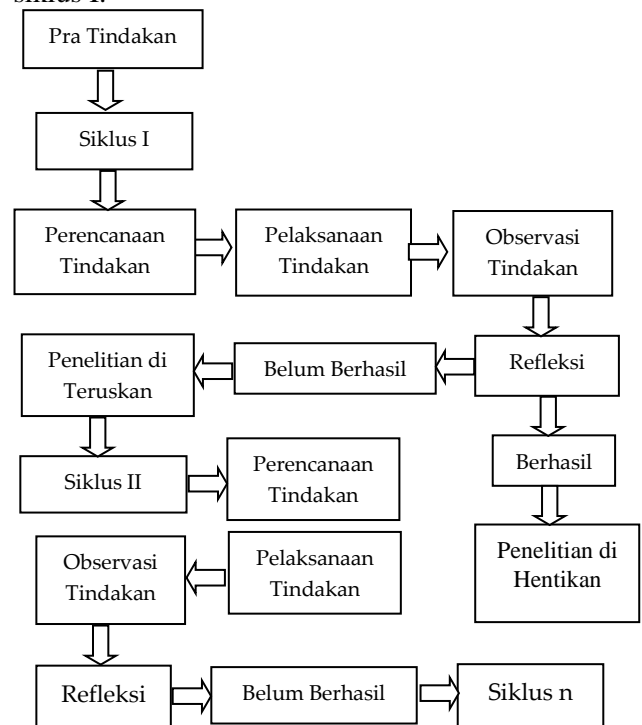 siklus I.
Pra Tindakan
Siklus I
Perencanaan
Tindakan
Pelaksanaan
Tindakan
Observasi
Tindakan
Refleksi
Belum Berhasil
Penelitian di
Teruskan
Berhasil
Penelitian di
Hentikan
Siklus II
Perencanaan
Tindakan
Pelaksanaan
Tindakan
Observasi
Tindakan
Refleksi
Belum Berhasil
Siklus n